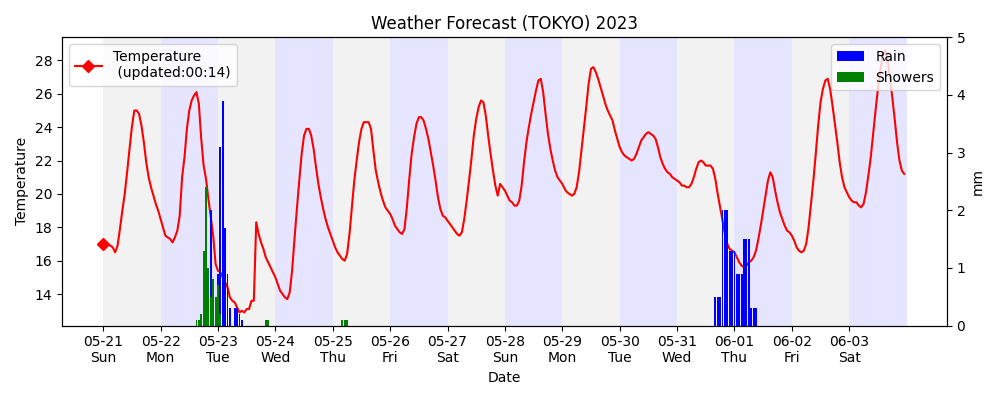 Weather Forecast (TOKYO) 2023
Temperature
(updated:00:14)
Rain
Showers
Temperature
28
26
24
22
20
18
16
14
5
4
3
2
1
0
mm
05-21 05-22 05-23 05-24 05-25 05-26 05-27 05-28 05-29 05-30 05-31 06-01 06-02 06-03
Sun Mon Tue Wed Thu Fri Sat Sun Mon Tue Wed Thu Fri Sat
Date